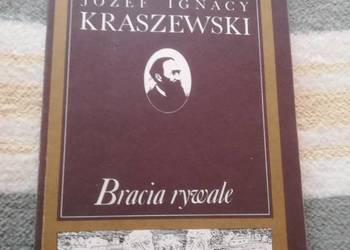 JÓZEF IGNACY
KRASZEWSKI
Bracia rywale